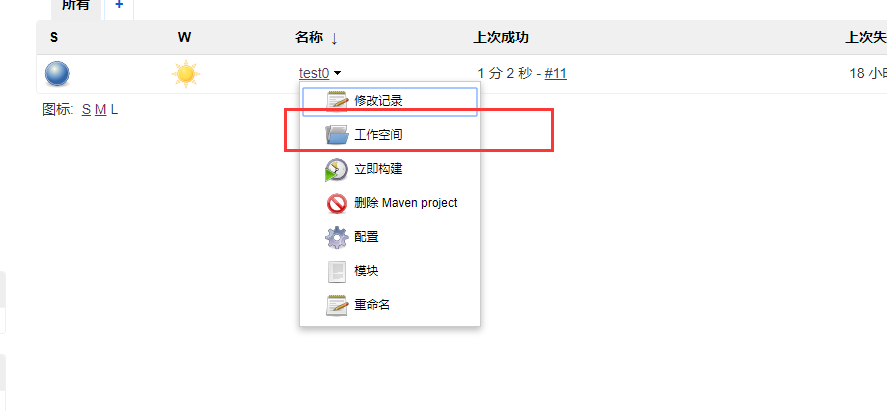 所有 +
S W 名称 ↓ 上次成功 上次失
test0 1 分 2 秒 - #11 18 小
图标: S M L
修改记录
工作空间
立即构建
删除 Maven project
配置
模块
重命名